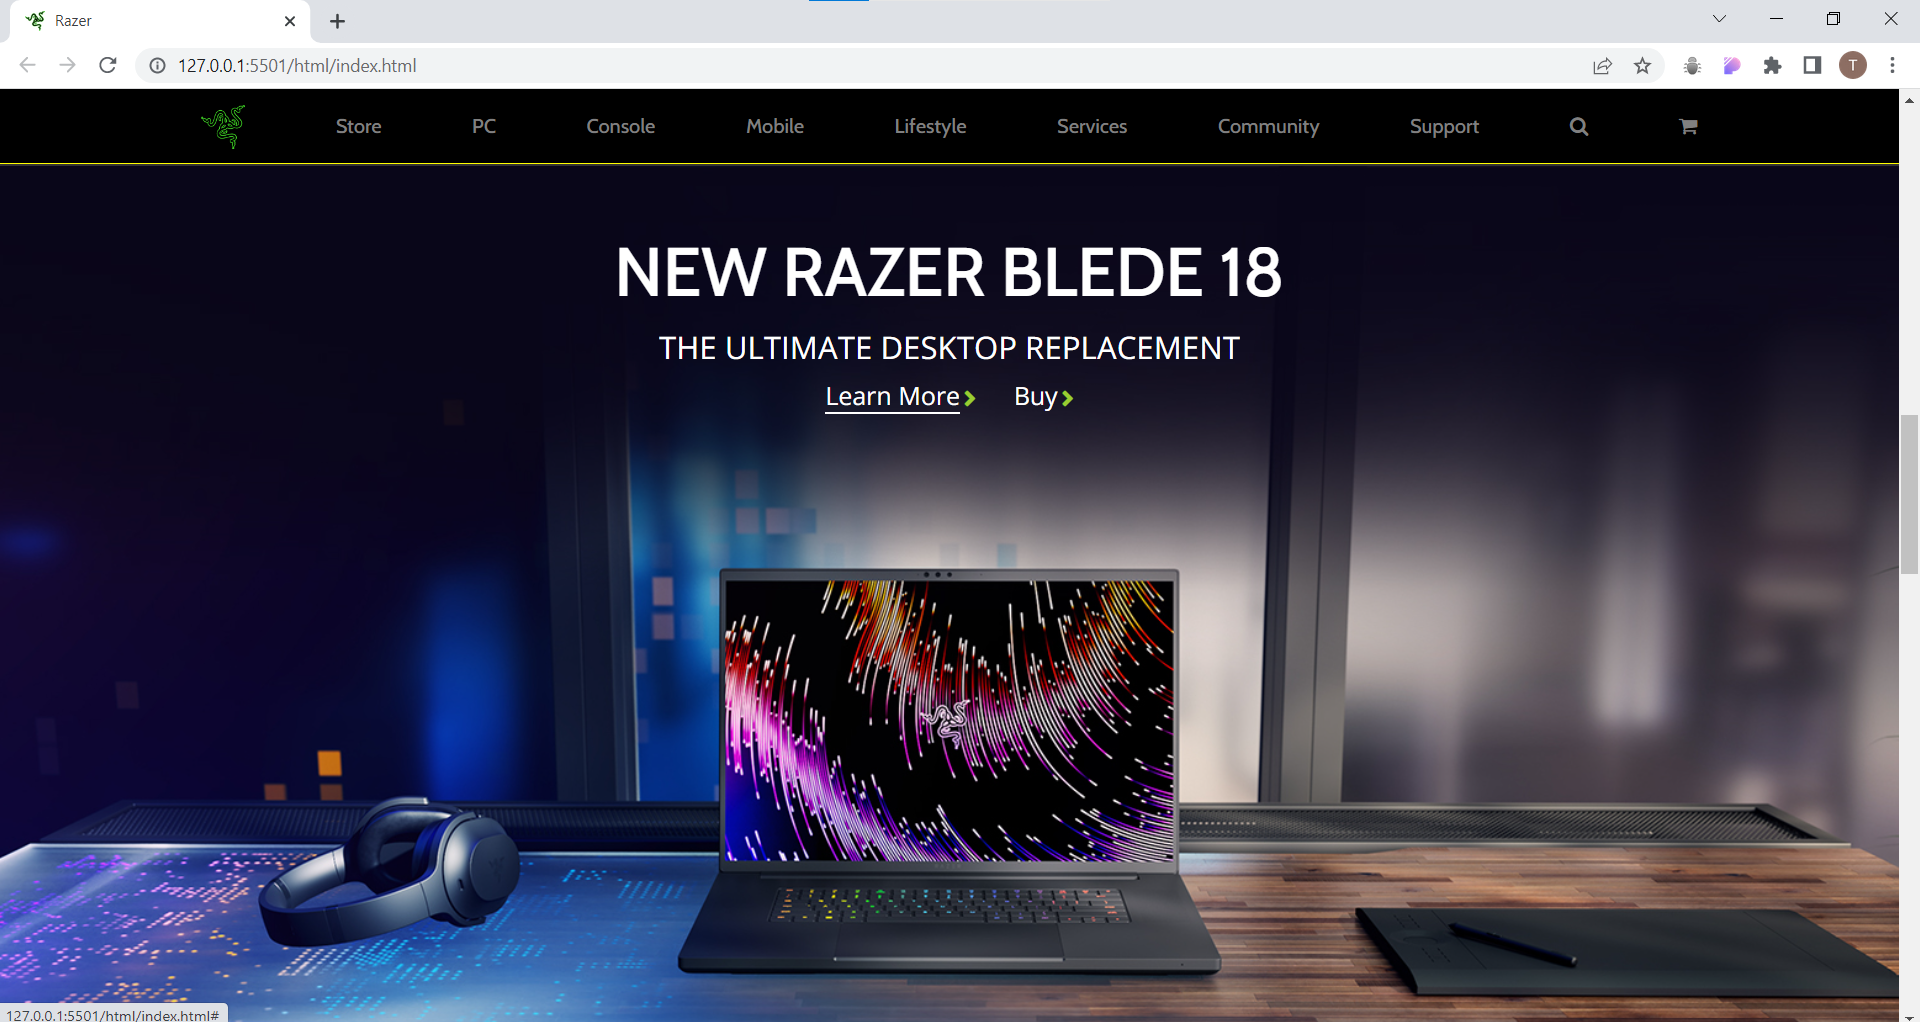 Razer
127.0.0.1:5501/html/index.html
T
Store PC Console Mobile Lifestyle Services Community Support
NEW RAZER BLEDE 18
THE ULTIMATE DESKTOP REPLACEMENT
Learn More Buy
127.0.0.1:5501/html/index.html#